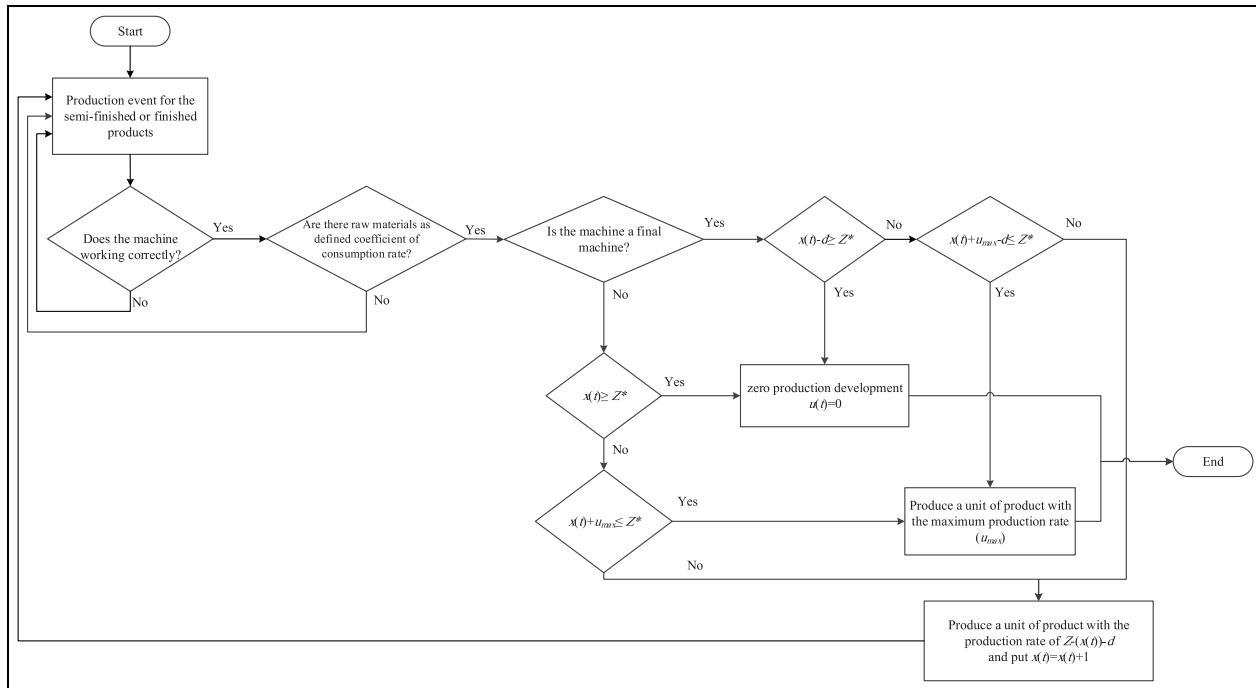 Start
Production event for the
semi-finished or finished
products
Does the machine
working correctly?
Yes
No
Are there raw materials as
defined coefficient of
consumption rate?
Yes
No
Is the machine a final
machine?
Yes
No
x(t)-d≥ Z*
No
Yes
x(t)+umax-d≤ Z*
No
Yes
x(t)≥ Z*
Yes
No
zero production development
u(t)=0
End
x(t)+umax≤ Z*
Yes
No
Produce a unit of product with
the maximum production rate
(umax)
Produce a unit of product with the
production rate of Z-(x(t))-d
and put x(t)=x(t)+1